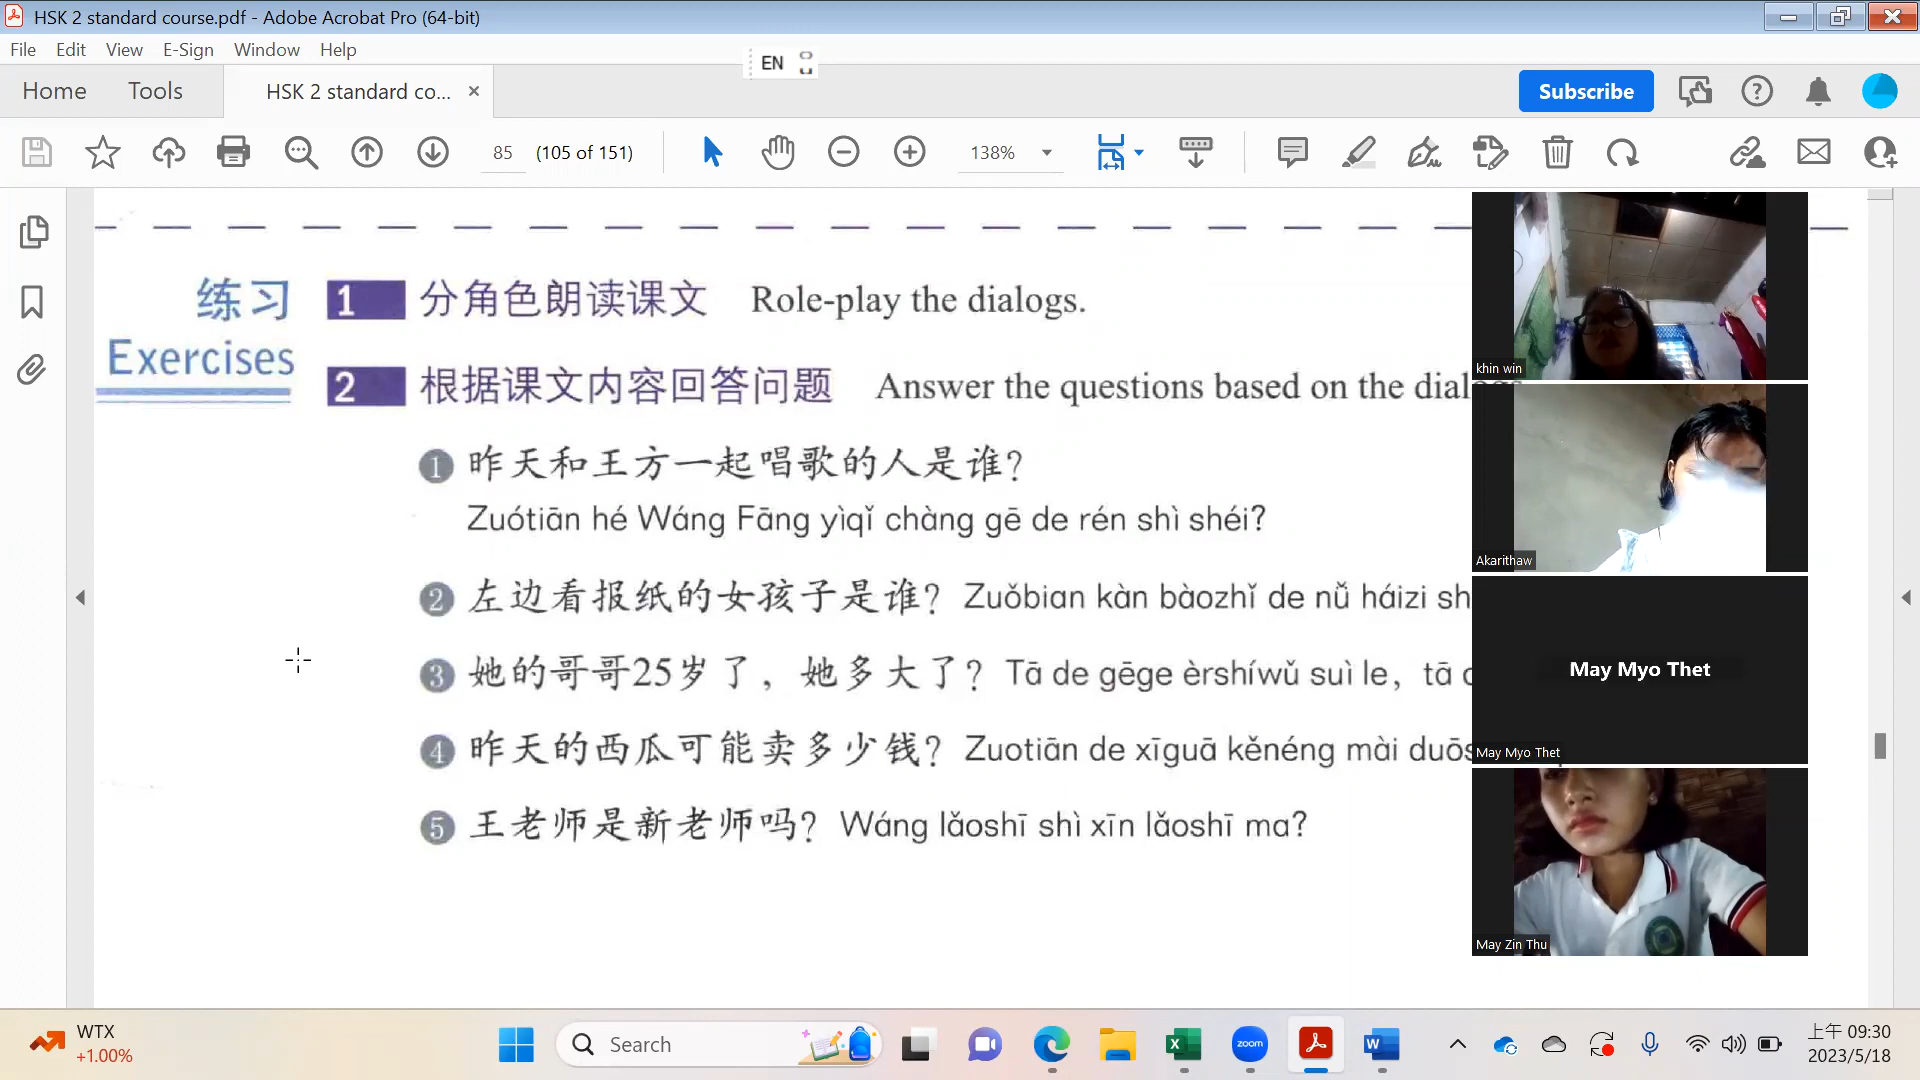 HSK 2 standard course.pdf - Adobe Acrobat Pro (64-bit)
File Edit View E-Sign Window Help
EN
Home Tools HSK 2 standard co... Subscribe
85 (105 of 151) 138%
练习 1 分角色朗读课文 Role-play the dialogs.
Exercises
2 根据课文内容回答问题 Answer the questions based on the dialogs
1 昨天和王方一起唱歌的人是谁?
Zuótiān hé Wáng Fāng yìqǐ chàng gē de rén shì shéi?
2 左边看报纸的女孩子是谁? Zuǒbian kàn bàozhǐ de nǚ háizi sh
3 她的哥哥25岁了，她多大了? Tā de gēge èrshíwǔ suì le, tā
4 昨天的西瓜可能卖多少钱? Zuotiān de xīguā kěnéng mài duōs
5 王老师是新老师吗? Wáng lǎoshī shì xīn lǎoshī ma?
khin win
Akarithaw
May Myo Thet
May Myo Thet
May Zin Thu
WTX
+1.00%
Search
zoom
上午 09:30
2023/5/18